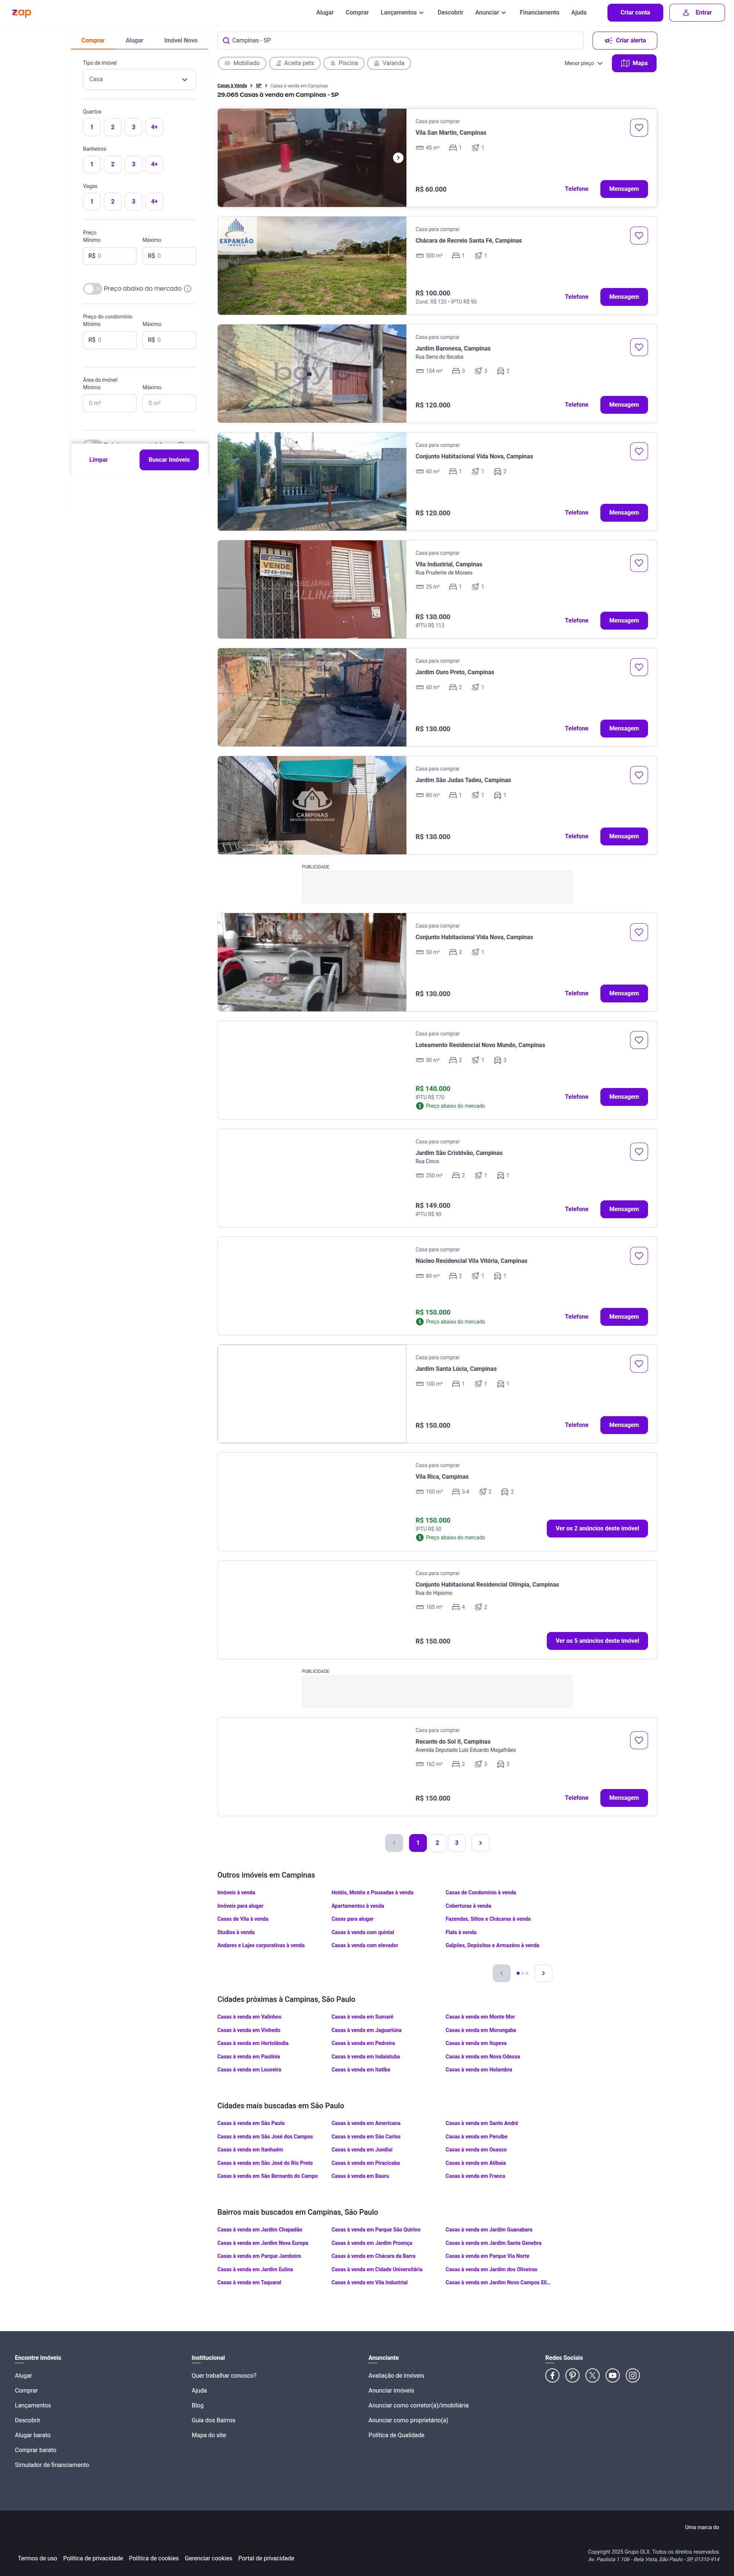 zap
Alugar
Comprar
Lançamentos
Descobrir
Anunciar
Financiamento
Ajuda
Criar conta
Entrar
Comprar
Alugar
Imóvel Novo
Tipo de imóvel
Casa
Quartos
1 2 3 4+
Banheiros
1 2 3 4+
Vagas
1 2 3 4+
Preço
Mínimo Máximo
R$ 0 R$ 0
Preço abaixo do mercado
Preço do condomínio
Mínimo Máximo
R$ 0 R$ 0
Área do imóvel
Mínimo Máximo
0 m² 0 m²
Limpar
Buscar Imóveis
Campinas - SP
Criar alerta
Mobiliado
Aceita pets
Piscina
Varanda
Menor preço
Mapa
Casas à Venda > SP > Casas à venda em Campinas
29.065 Casas à venda em Campinas - SP
Casa para comprar
Vila San Martin, Campinas
45 m² 1 1
R$ 60.000
Telefone
Mensagem
EXPANSÃO
IMÓVEIS
Casa para comprar
Chácara de Recreio Santa Fé, Campinas
500 m² 1 1
R$ 100.000
Cond. R$ 120 • IPTU R$ 90
Telefone
Mensagem
Casa para comprar
Jardim Baronesa, Campinas
Rua Serra do Ibicaba
154 m² 3 3 2
R$ 120.000
Telefone
Mensagem
Casa para comprar
Conjunto Habitacional Vida Nova, Campinas
60 m² 1 1 2
R$ 120.000
Telefone
Mensagem
VENDE
3743-9996
IMOBILIÁRIA
GALLINARI
Casa para comprar
Vila Industrial, Campinas
Rua Prudente de Moraes
25 m² 1 1
R$ 130.000
IPTU R$ 113
Telefone
Mensagem
Casa para comprar
Jardim Ouro Preto, Campinas
60 m² 2 1
R$ 130.000
Telefone
Mensagem
CAMPINAS
NEGÓCIOS IMOBILIÁRIOS
Casa para comprar
Jardim São Judas Tadeu, Campinas
80 m² 1 1 1
R$ 130.000
Telefone
Mensagem
PUBLICIDADE
Casa para comprar
Conjunto Habitacional Vida Nova, Campinas
50 m² 2 1
R$ 130.000
Telefone
Mensagem
Casa para comprar
Loteamento Residencial Novo Mundo, Campinas
50 m² 2 1 3
R$ 140.000
IPTU R$ 770
Preço abaixo do mercado
Telefone
Mensagem
Casa para comprar
Jardim São Cristóvão, Campinas
Rua Cinco
250 m² 2 1 1
R$ 149.000
IPTU R$ 90
Telefone
Mensagem
Casa para comprar
Núcleo Residencial Vila Vitória, Campinas
80 m² 2 1 1
R$ 150.000
Preço abaixo do mercado
Telefone
Mensagem
Casa para comprar
Jardim Santa Lúcia, Campinas
100 m² 1 1 1
R$ 150.000
Telefone
Mensagem
Casa para comprar
Vila Rica, Campinas
100 m² 3-4 2 2
R$ 150.000
IPTU R$ 50
Preço abaixo do mercado
Ver os 2 anúncios deste imóvel
Casa para comprar
Conjunto Habitacional Residencial Olímpia, Campinas
Rua do Hipismo
105 m² 4 2
R$ 150.000
Ver os 5 anúncios deste imóvel
PUBLICIDADE
Casa para comprar
Recanto do Sol II, Campinas
Avenida Deputado Luis Eduardo Magalhães
162 m² 2 3 3
R$ 150.000
Telefone
Mensagem
1 2 3
Outros imóveis em Campinas
Imóveis à venda
Hotéis, Motéis e Pousadas à venda
Casas de Condomínio à venda
Imóveis para alugar
Apartamentos à venda
Coberturas à venda
Casas de Vila à venda
Casas para alugar
Fazendas, Sítios e Chácaras à venda
Studios à venda
Casas à venda com quintal
Flats à venda
Andares e Lajes corporativas à venda
Casas à venda com elevador
Galpões, Depósitos e Armazéns à venda
Cidades próximas à Campinas, São Paulo
Casas à venda em Valinhos
Casas à venda em Sumaré
Casas à venda em Monte Mor
Casas à venda em Vinhedo
Casas à venda em Jaguariúna
Casas à venda em Morungaba
Casas à venda em Hortolândia
Casas à venda em Pedreira
Casas à venda em Itupeva
Casas à venda em Paulínia
Casas à venda em Indaiatuba
Casas à venda em Nova Odessa
Casas à venda em Louveira
Casas à venda em Itatiba
Casas à venda em Holambra
Cidades mais buscadas em São Paulo
Casas à venda em São Paulo
Casas à venda em Americana
Casas à venda em Santo André
Casas à venda em São José dos Campos
Casas à venda em São Carlos
Casas à venda em Peruíbe
Casas à venda em Itanhaém
Casas à venda em Jundiaí
Casas à venda em Osasco
Casas à venda em São José do Rio Preto
Casas à venda em Piracicaba
Casas à venda em Atibaia
Casas à venda em São Bernardo do Campo
Casas à venda em Bauru
Casas à venda em Franca
Bairros mais buscados em Campinas, São Paulo
Casas à venda em Jardim Chapadão
Casas à venda em Parque São Quirino
Casas à venda em Jardim Guanabara
Casas à venda em Jardim Nova Europa
Casas à venda em Jardim Proença
Casas à venda em Jardim Santa Genebra
Casas à venda em Parque Jambeiro
Casas à venda em Chácara da Barra
Casas à venda em Parque Via Norte
Casas à venda em Jardim Eulina
Casas à venda em Cidade Universitária
Casas à venda em Jardim dos Oliveiras
Casas à venda em Taquaral
Casas à venda em Vila Industrial
Casas à venda em Jardim Novo Campos Elí...
Encontre imóveis
Alugar
Comprar
Lançamentos
Descobrir
Alugar barato
Comprar barato
Simulador de financiamento
Institucional
Quer trabalhar conosco?
Ajuda
Blog
Guia dos Bairros
Mapa do site
Anunciante
Avaliação de imóveis
Anunciar imóveis
Anunciar como corretor(a)/imobiliária
Anunciar como proprietário(a)
Política de Qualidade
Redes Sociais
Uma marca do
Termos de uso
Política de privacidade
Política de cookies
Gerenciar cookies
Portal de privacidade
Copyright 2025 Grupo OLX. Todos os direitos reservados
Av. Paulista 1.106 - Bela Vista, São Paulo - SP, 01310-914